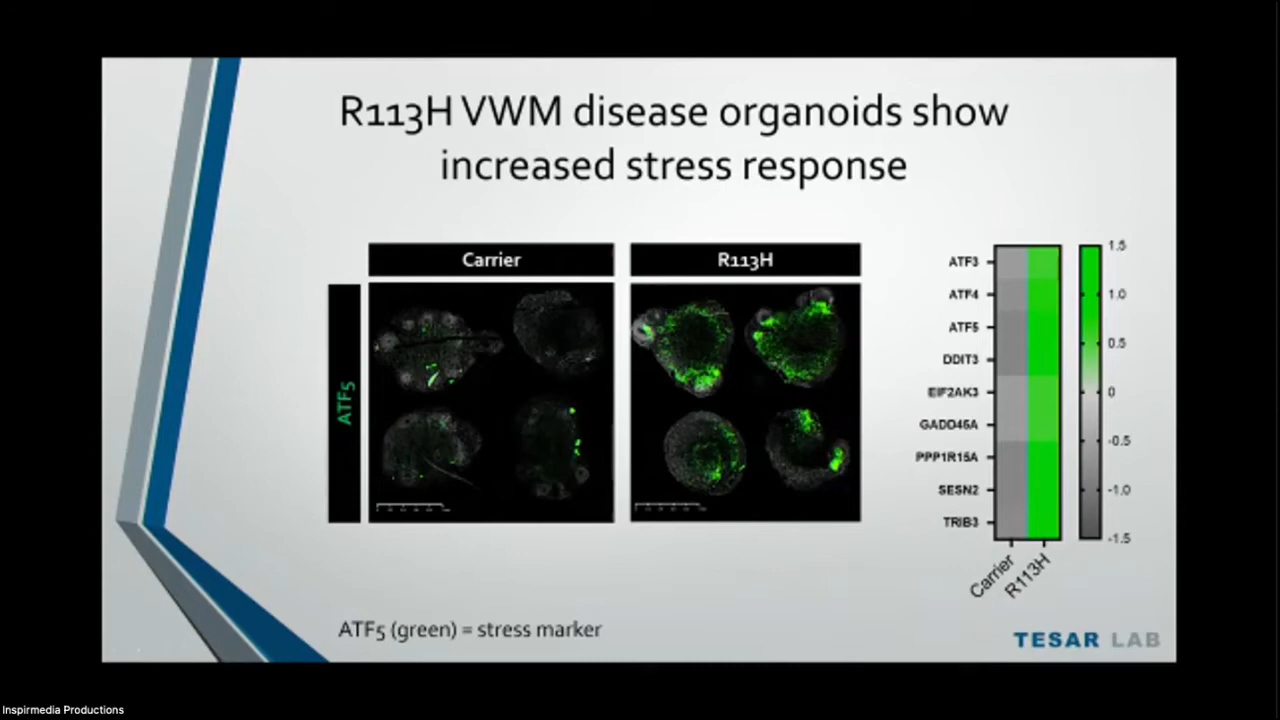 R113H VWM disease organoids show
increased stress response
Carrier
R113H
ATF5
ATF3
ATF4
ATF5
DDIT3
EIF2AK3
GADD45A
PPP1R15A
SESN2
TRIB3
Carrier
R113H
1.5
1.0
0.5
0
-0.5
-1.0
-1.5
ATF5 (green) = stress marker
TESAR LAB
Inspirmedia Productions